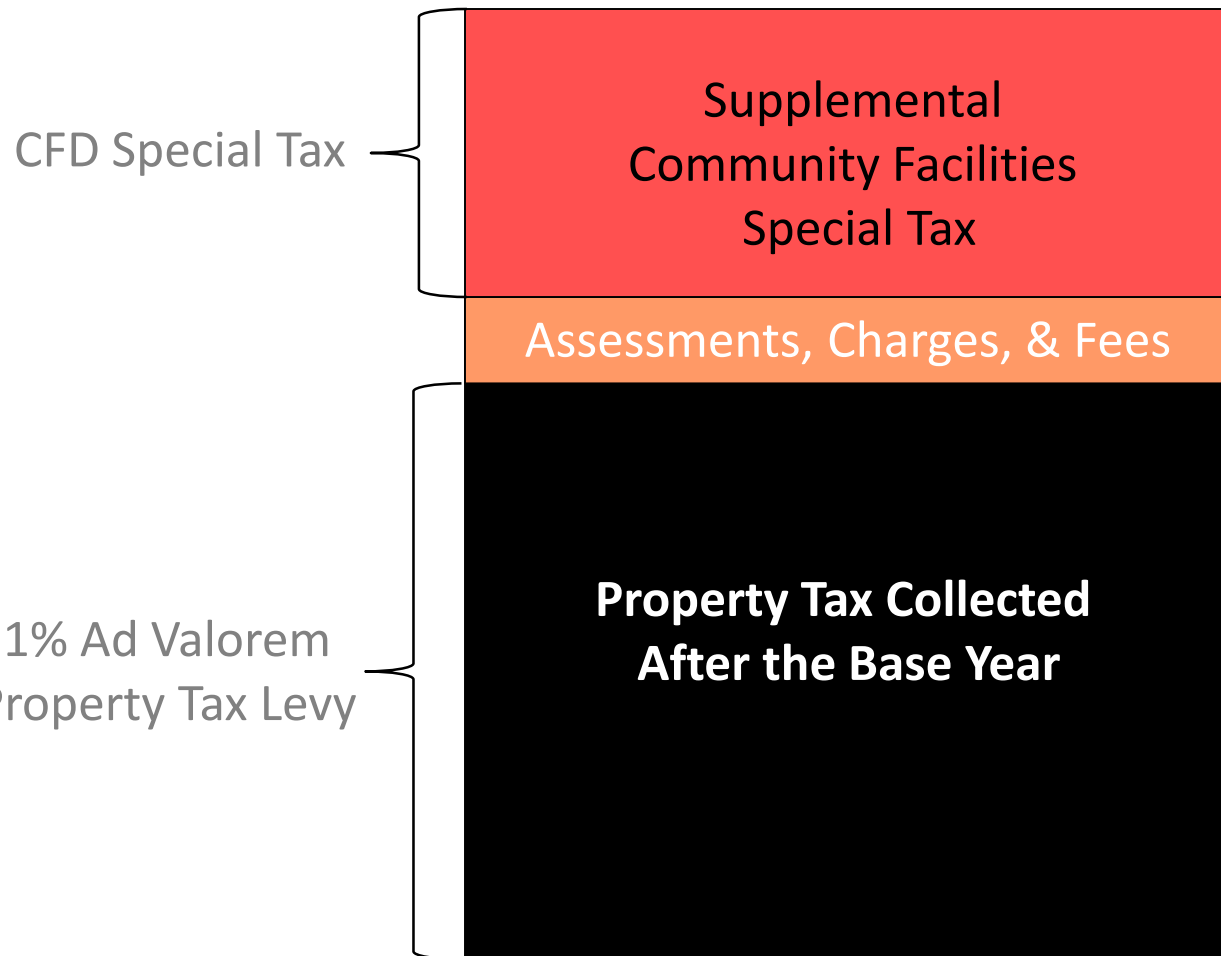 CFD Special Tax
Supplemental
Community Facilities
Special Tax
Assessments, Charges, & Fees
1% Ad Valorem
Property Tax Levy
Property Tax Collected
After the Base Year